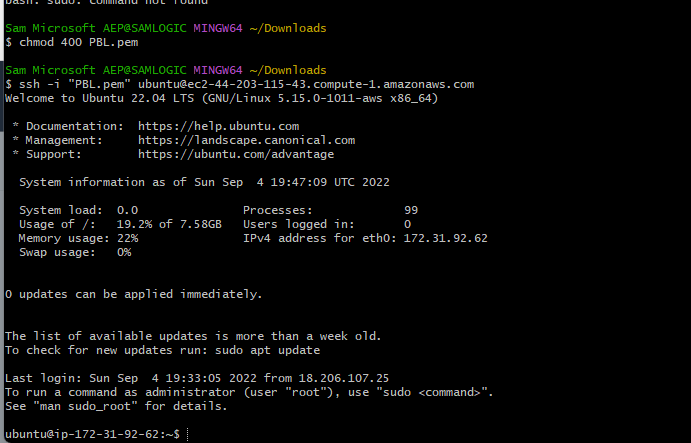 bash: sudo: command not found
Sam Microsoft AEP@SAMLOGIC MINGW64 ~/Downloads
$ chmod 400 PBL.pem
Sam Microsoft AEP@SAMLOGIC MINGW64 ~/Downloads
$ ssh -i "PBL.pem" ubuntu@ec2-44-203-115-43.compute-1.amazonaws.com
Welcome to Ubuntu 22.04 LTS (GNU/Linux 5.15.0-1011-aws x86_64)
* Documentation:  https://help.ubuntu.com
* Management:     https://landscape.canonical.com
* Support:        https://ubuntu.com/advantage
System information as of Sun Sep  4 19:47:09 UTC 2022
System load:  0.0               Processes:             99
Usage of /:   19.2% of 7.58GB   Users logged in:       0
Memory usage: 22%               IPv4 address for eth0: 172.31.92.62
Swap usage:   0%
0 updates can be applied immediately.
The list of available updates is more than a week old.
To check for new updates run: sudo apt update
Last login: Sun Sep  4 19:33:05 2022 from 18.206.107.25
To run a command as administrator (user "root"), use "sudo <command>".
See "man sudo_root" for details.
ubuntu@ip-172-31-92-62:~$